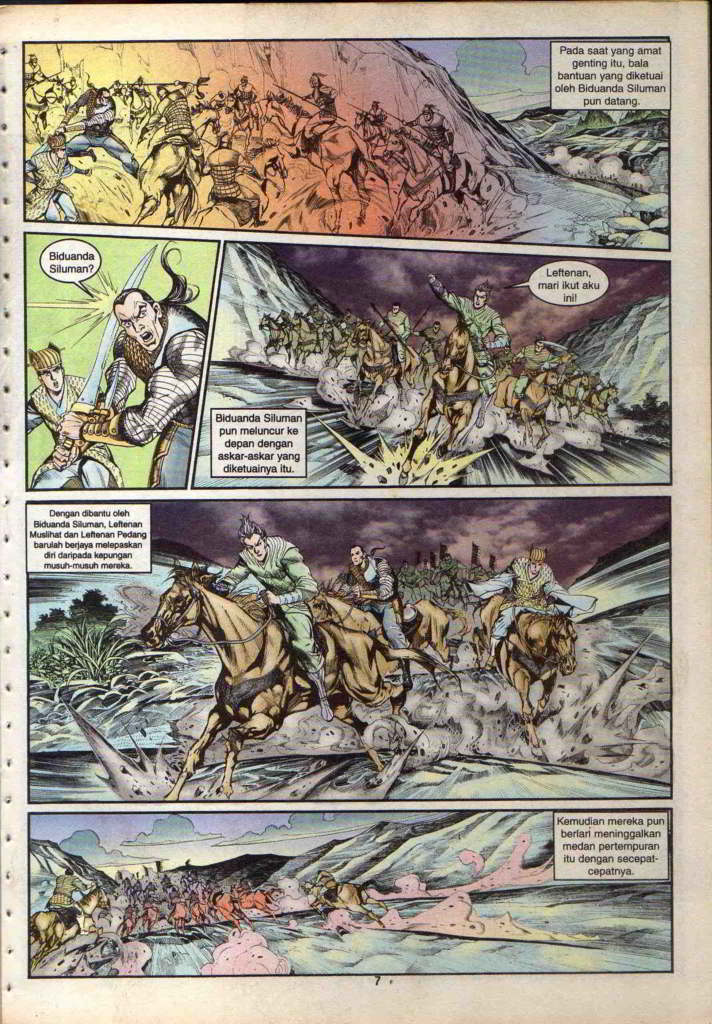 Pada saat yang amat
genting itu, bala
bantuan yang diketuai
oleh Biduanda Siluman
pun datang.
Biduanda
Siluman?
Leftenan,
mari ikut aku
ini!
Biduanda Siluman
pun meluncur ke
depan dengan
askar-askar yang
diketuainya itu.
Dengan dibantu oleh
Biduanda Siluman, Leftenan
Muslihat dan Leftenan Pedang
barulah berjaya melepaskan
diri daripada kepungan
musuh-musuh mereka.
Kemudian mereka pun
berlari meninggalkan
medan pertempuran
itu dengan secepat-
cepatnya.
7